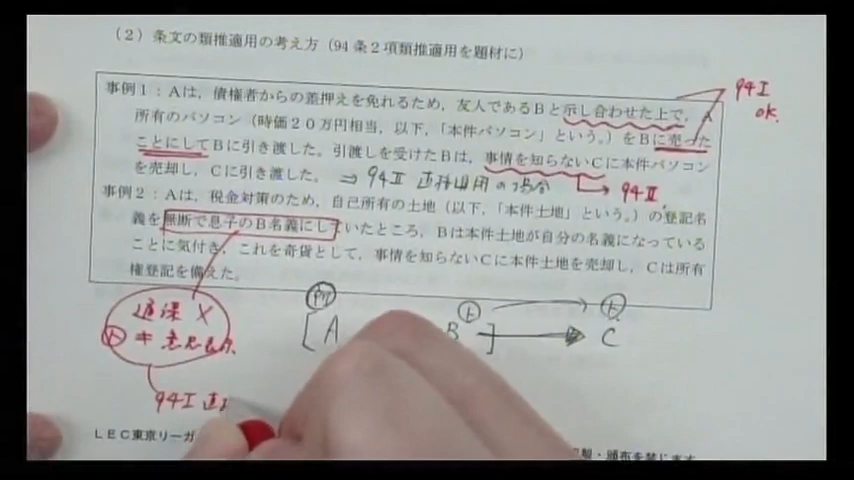 (2) 条文の類推適用の考え方(94条2項類推適用を題材に)
事例1:Aは,債権者からの差押えを免れるため,友人であるBと示し合わせた上で,A
所有のパソコン(時価20万円相当,以下,「本件パソコン」という。)をBに売った
ことにしてBに引き渡した。引渡しを受けたBは,事情を知らないCに本件パソコン
を売却し,Cに引き渡した。 ⇒ 94Ⅱ 直接適用の場合
94Ⅰ
ok.
94Ⅱ
事例2:Aは,税金対策のため,自己所有の土地(以下,「本件土地」という。)の登記名
義を無断で息子のB名義にしていたところ,Bは本件土地が自分の名義になっている
ことに気付き,これを奇貨として,事情を知らないCに本件土地を売却し,Cは所有
権登記を備えた。
通謀 ×
意思表示
[ A B ] → C
94Ⅰ 直
LEC東京リーガ
・頒布を禁じます